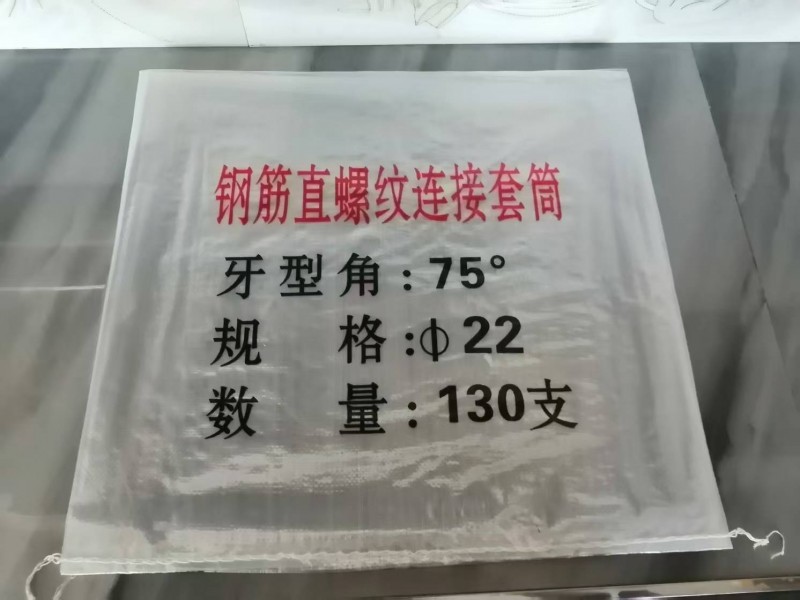 钢筋直螺纹连接套筒
牙型角：75°
规 格：ф22
数 量：130支